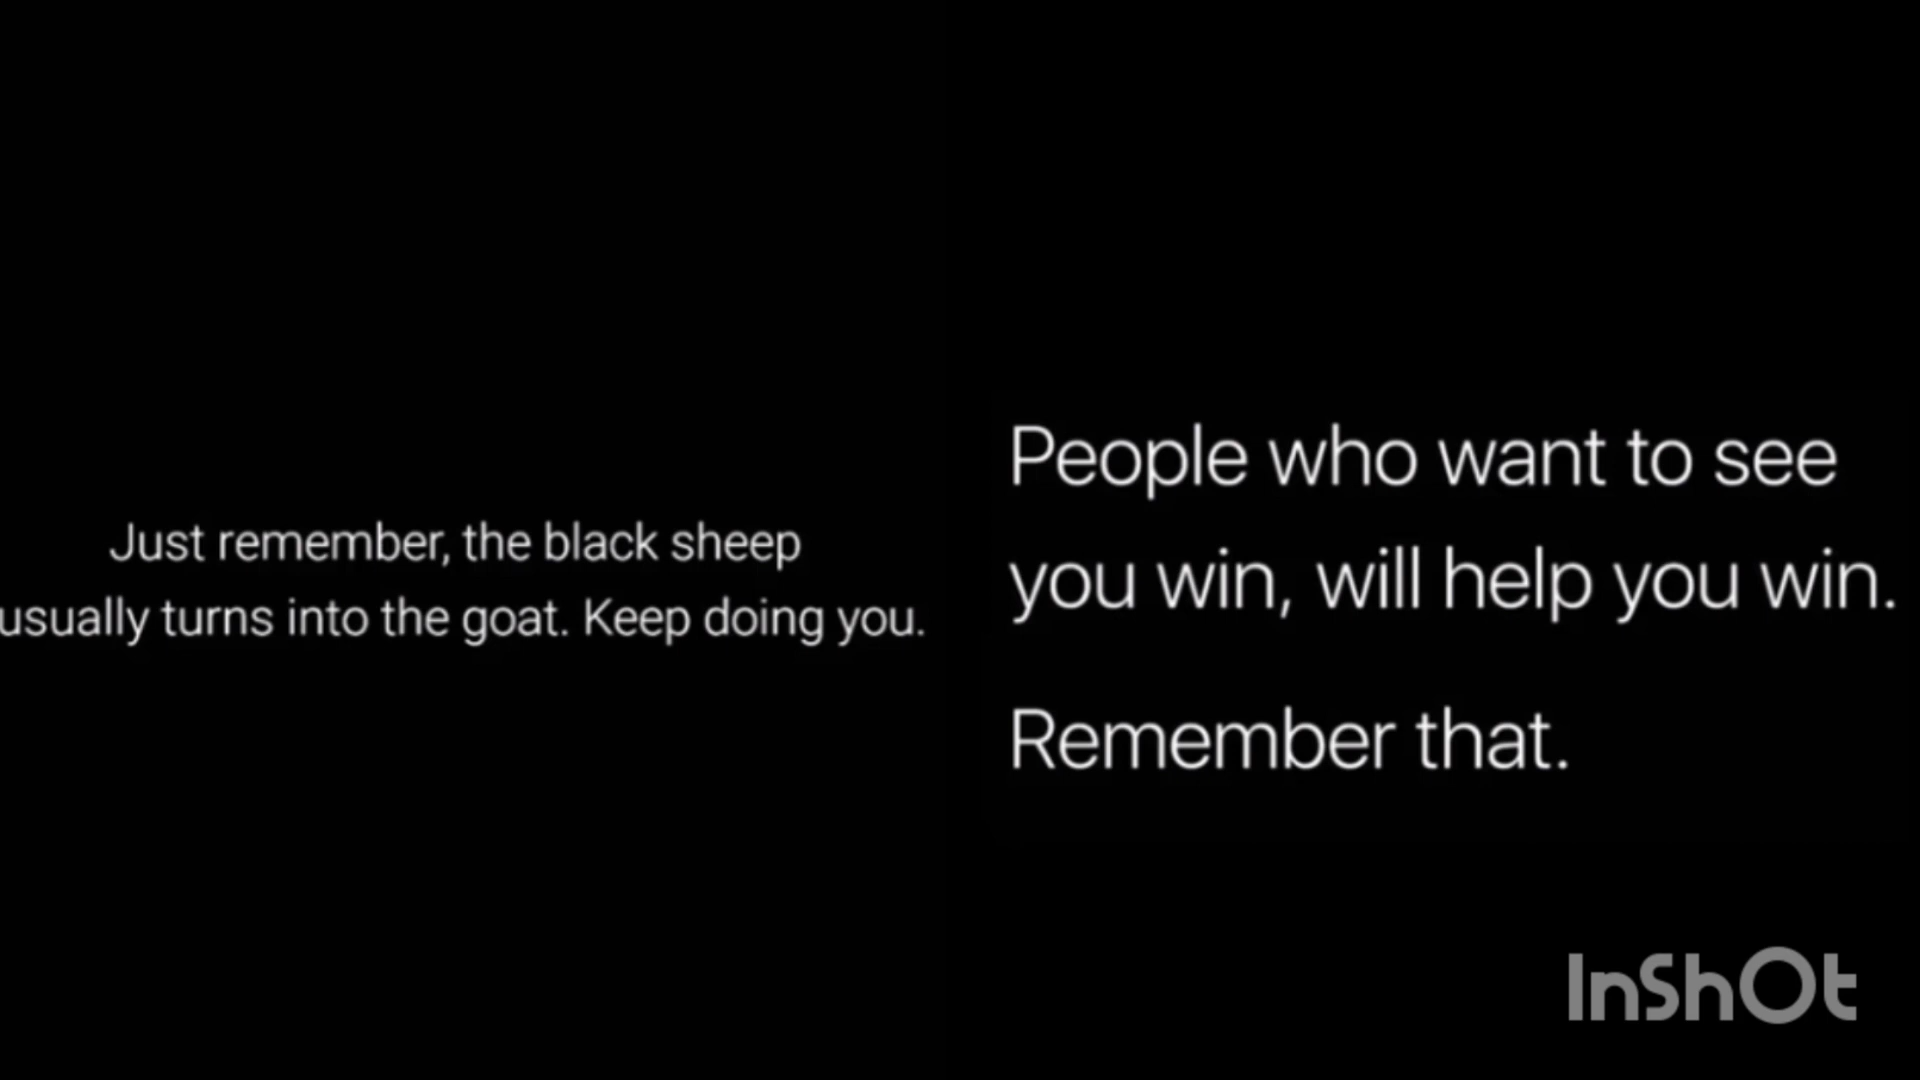 Just remember, the black sheep
usually turns into the goat. Keep doing you.
People who want to see
you win, will help you win.
Remember that.
InShOt